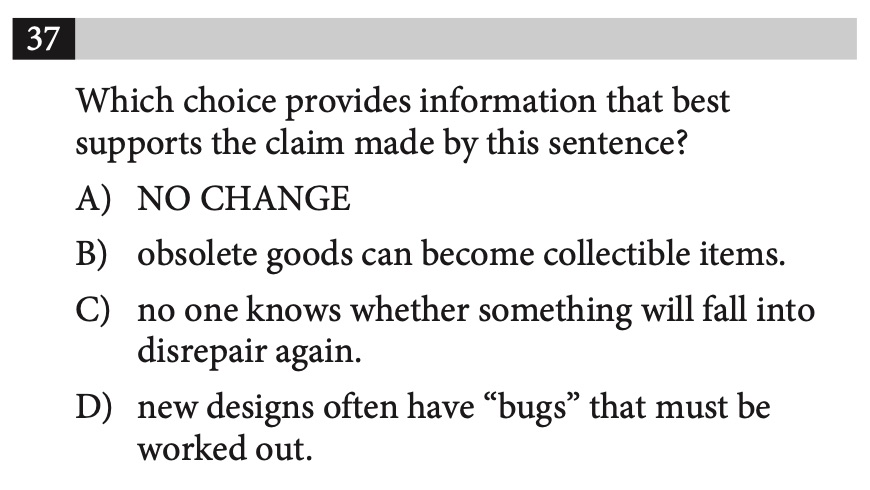 37
Which choice provides information that best
supports the claim made by this sentence?
A) NO CHANGE
B) obsolete goods can become collectible items.
C) no one knows whether something will fall into
disrepair again.
D) new designs often have “bugs” that must be
worked out.